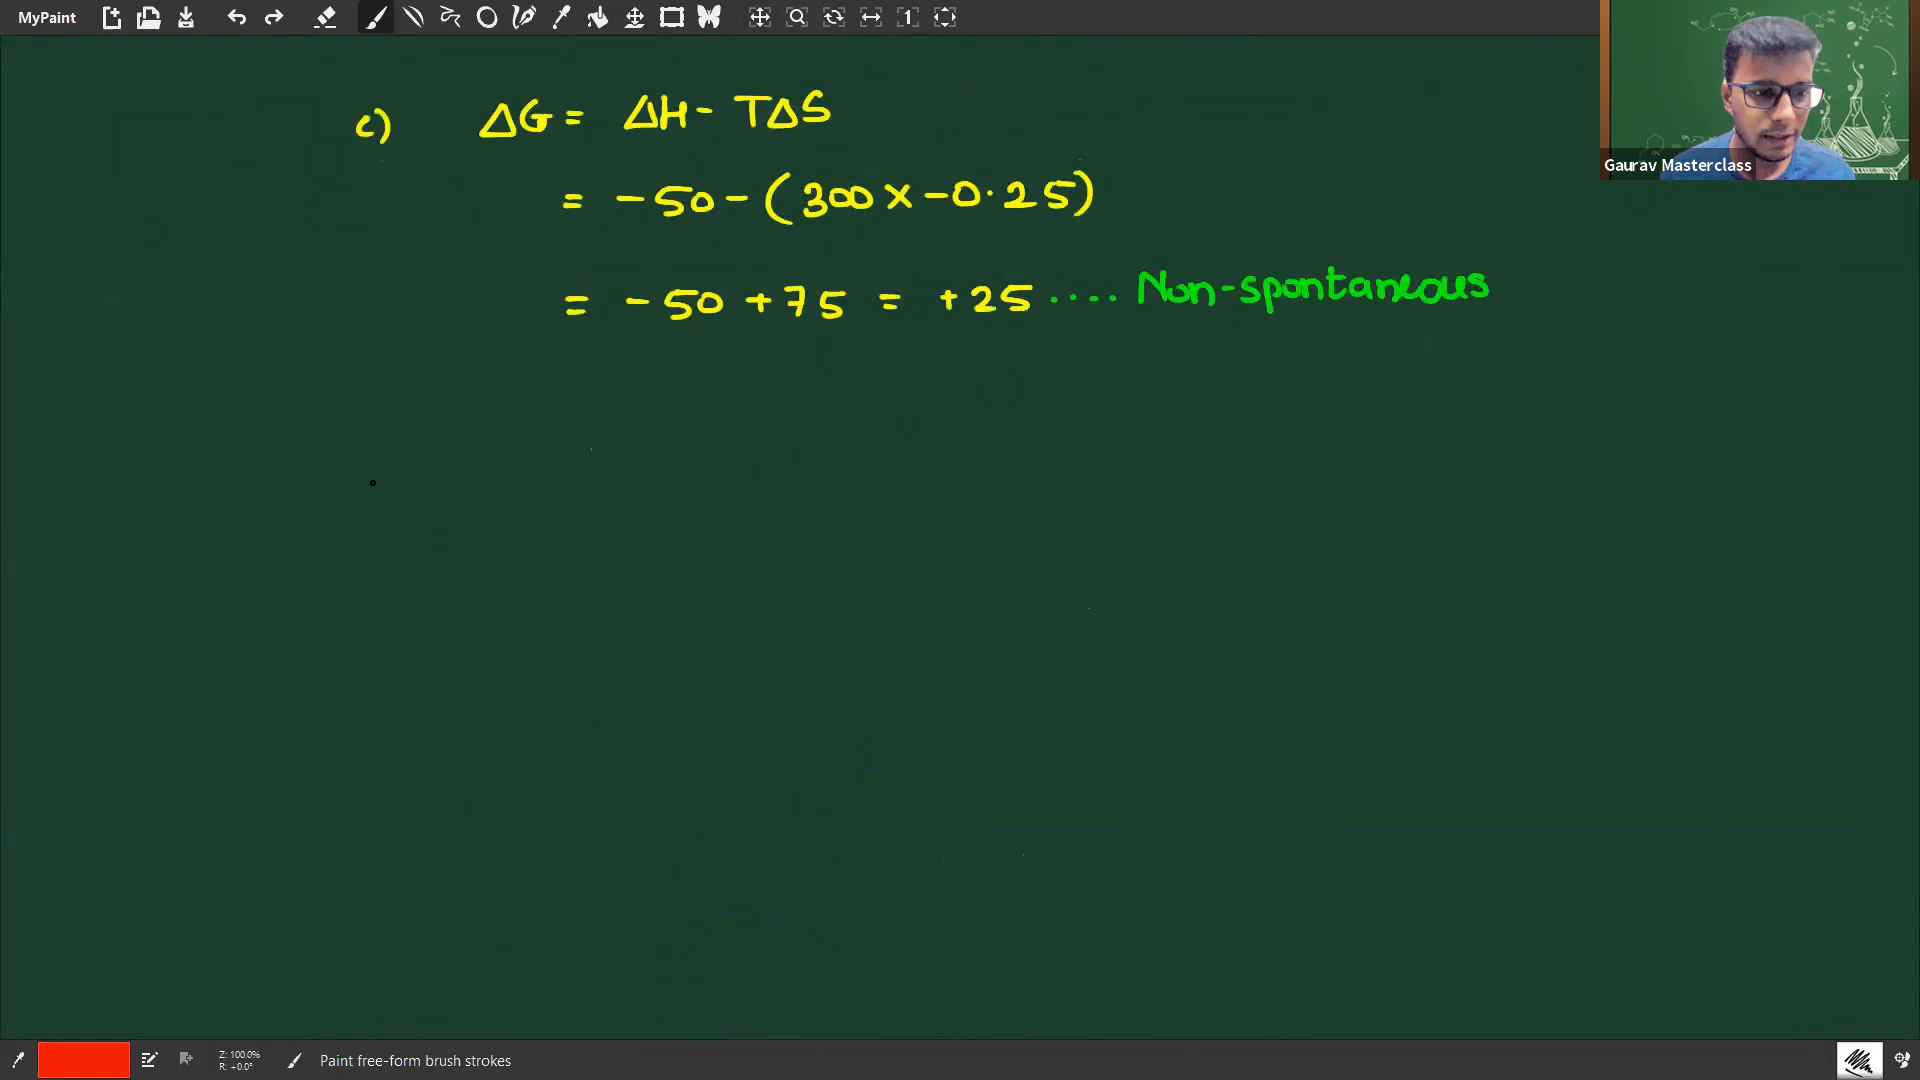 MyPaint
1
Gaurav Masterclass
c) ΔG = ΔH - TΔS
= -50 - (300 x -0.25)
= -50 + 75 = +25 .... Non-spontaneous
Z: 100.0%
R: +0.0°
Paint free-form brush strokes